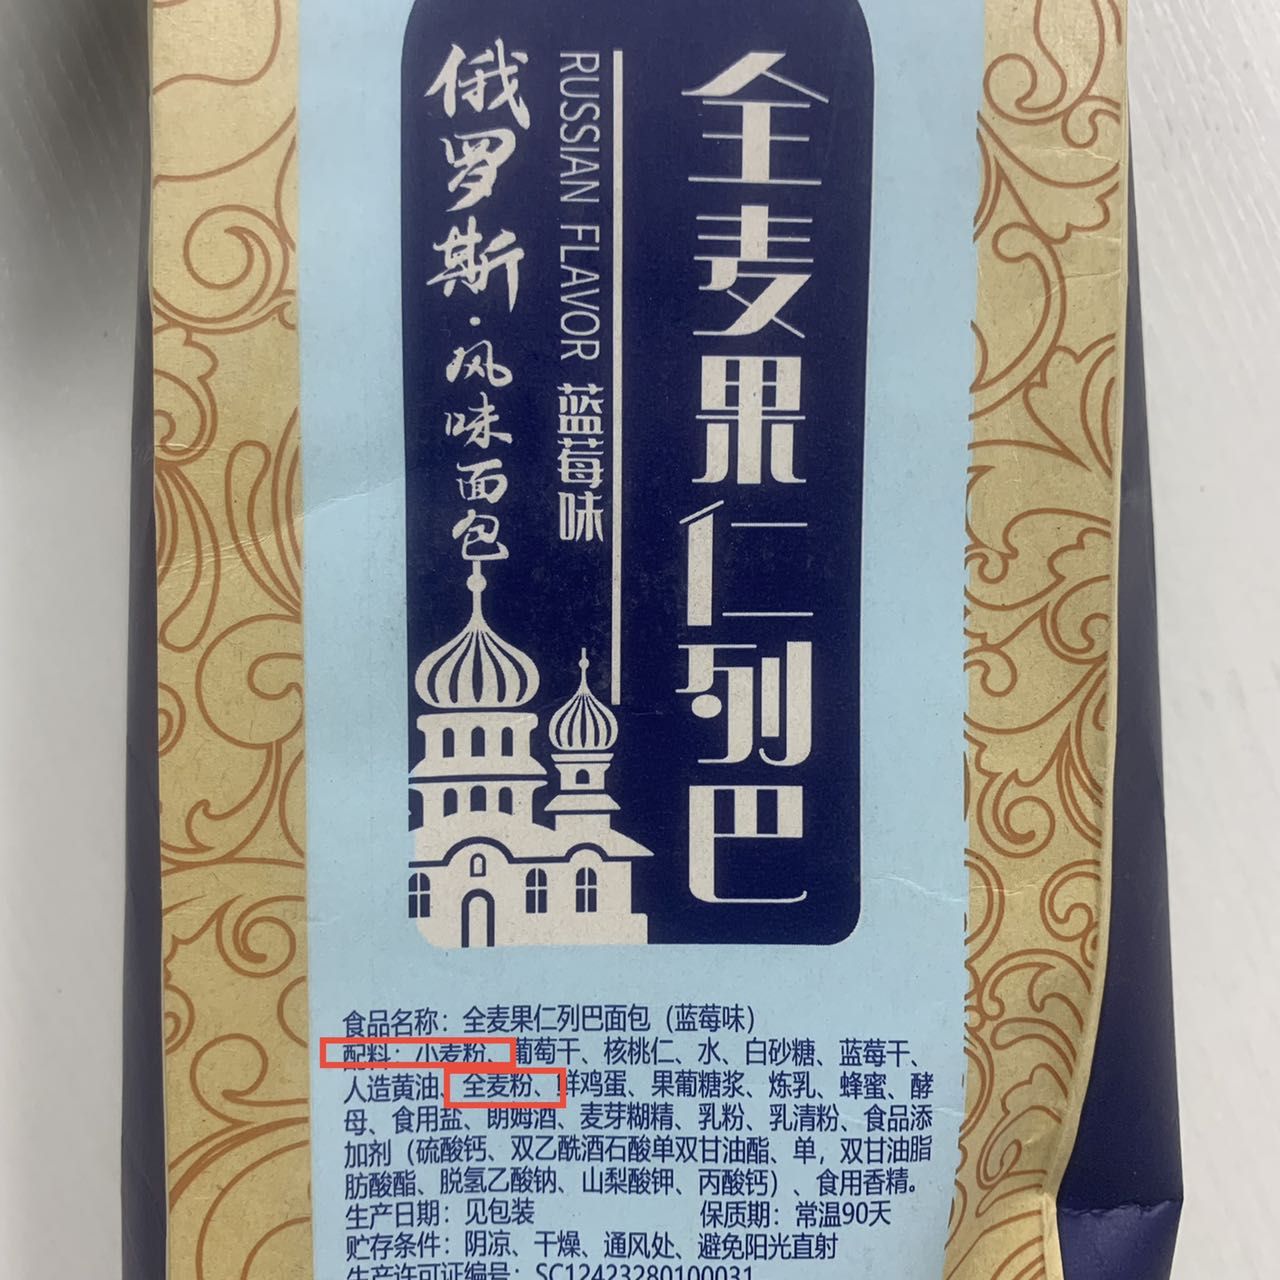 全麦果仁列巴
RUSSIAN FLAVOR 蓝莓味
俄罗斯·风味面包
食品名称：全麦果仁列巴面包（蓝莓味）
配料：小麦粉、葡萄干、核桃仁、水、白砂糖、蓝莓干、
人造黄油、全麦粉、鲜鸡蛋、果葡糖浆、炼乳、蜂蜜、酵
母、食用盐、朗姆酒、麦芽糊精、乳粉、乳清粉、食品添
加剂（硫酸钙、双乙酰酒石酸单双甘油酯、单，双甘油脂
肪酸酯、脱氢乙酸钠、山梨酸钾、丙酸钙）、食用香精。
生产日期：见包装 保质期：常温90天
贮存条件：阴凉、干燥、通风处、避免阳光直射
生产许可证编号：SC12423280100031